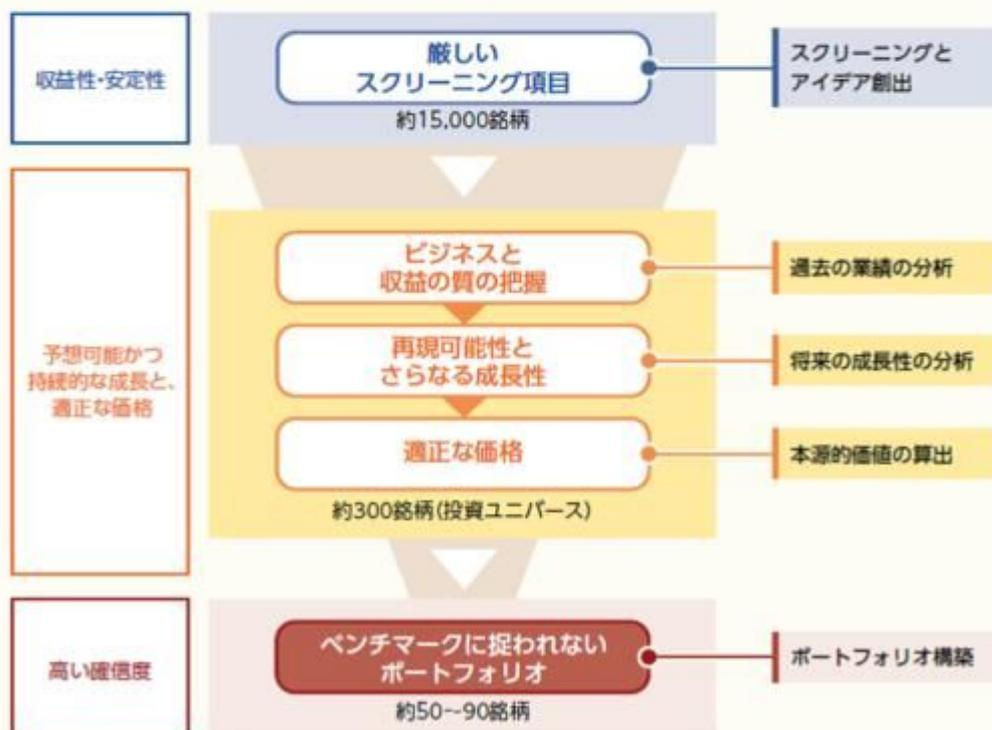 収益性・安定性
厳しい
スクリーニング項目
約15,000銘柄
スクリーニングと
アイデア創出
予想可能かつ
持続的な成長と、
適正な価格
ビジネスと
収益の質の把握
過去の業績の分析
再現可能性と
さらなる成長性
将来の成長性の分析
適正な価格
本源的価値の算出
約300銘柄(投資ユニバース)
高い確信度
ベンチマークに捉われない
ポートフォリオ
約50~90銘柄
ポートフォリオ構築